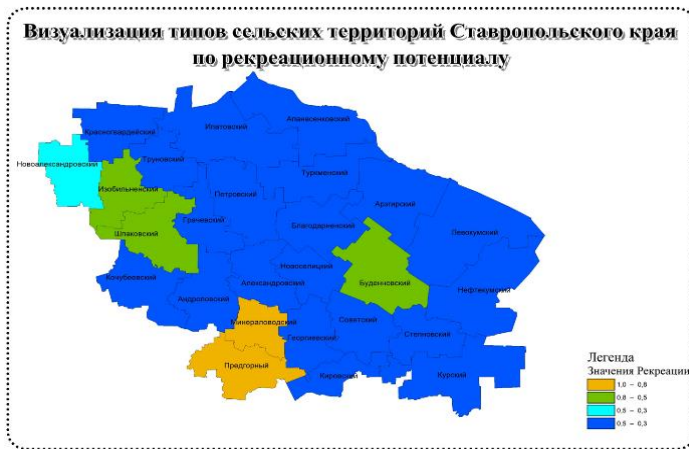 Визуализация типов сельских территорий Ставропольского края
по рекреационному потенциалу
Красногвардейский
Ипатовский
Апанасенковский
Новоалександровский
Труновский
Туркменский
Изобильненский
Петровский
Арзгирский
Грачевский
Благодарненский
Левокумский
Шпаковский
Новоселицкий
Кочубеевский
Александровский
Буденновский
Нефтекумский
Андроповский
Минераловодский
Советский
Георгиевский
Степновский
Предгорный
Кировский
Курский
Легенда
Значения Рекреации
1,0 – 0,8
0,8 – 0,5
0,5 – 0,3
0,5 – 0,3